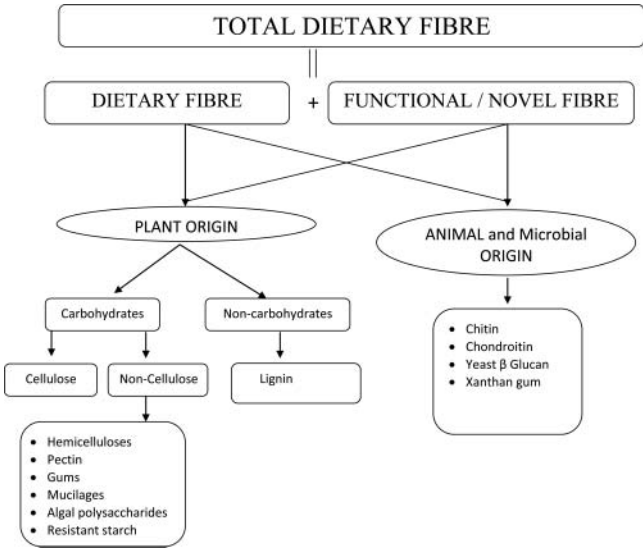 TOTAL DIETARY FIBRE
DIETARY FIBRE
+
FUNCTIONAL / NOVEL FIBRE
PLANT ORIGIN
ANIMAL and Microbial
ORIGIN
Carbohydrates
Non-carbohydrates
Cellulose
Non-Cellulose
Lignin
• Chitin
• Chondroitin
• Yeast β Glucan
• Xanthan gum
• Hemicelluloses
• Pectin
• Gums
• Mucilages
• Algal polysaccharides
• Resistant starch